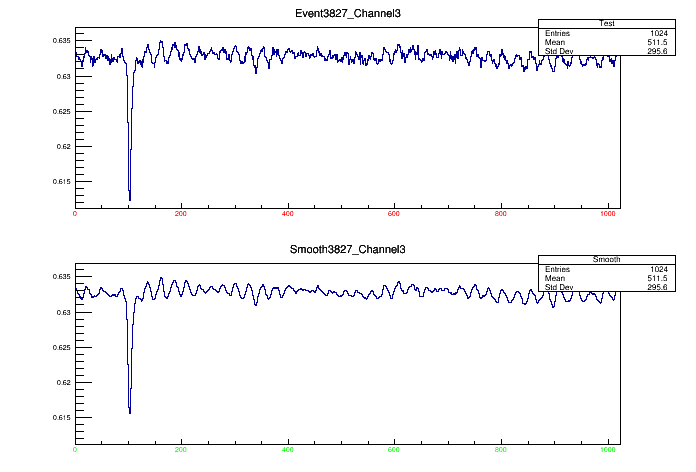 Event3827_Channel3
Test
Entries 1024
Mean 511.5
Std Dev 295.6
0.635
0.63
0.625
0.62
0.615
0 200 400 600 800 1000
Smooth3827_Channel3
Smooth
Entries 1024
Mean 511.5
Std Dev 295.6
0.635
0.63
0.625
0.62
0.615
0 200 400 600 800 1000